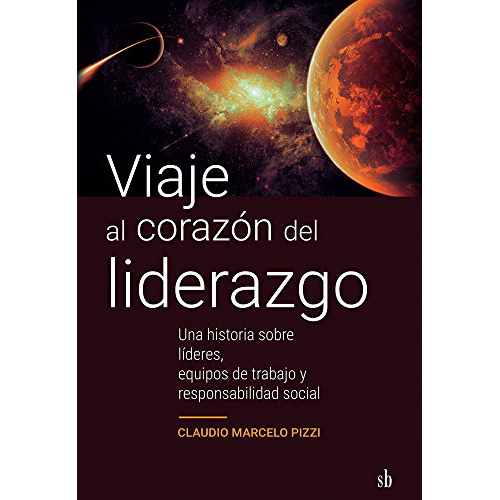 Viaje
al corazón del
liderazgo
Una historia sobre
líderes,
equipos de trabajo y
responsabilidad social
CLAUDIO MARCELO PIZZI
sb